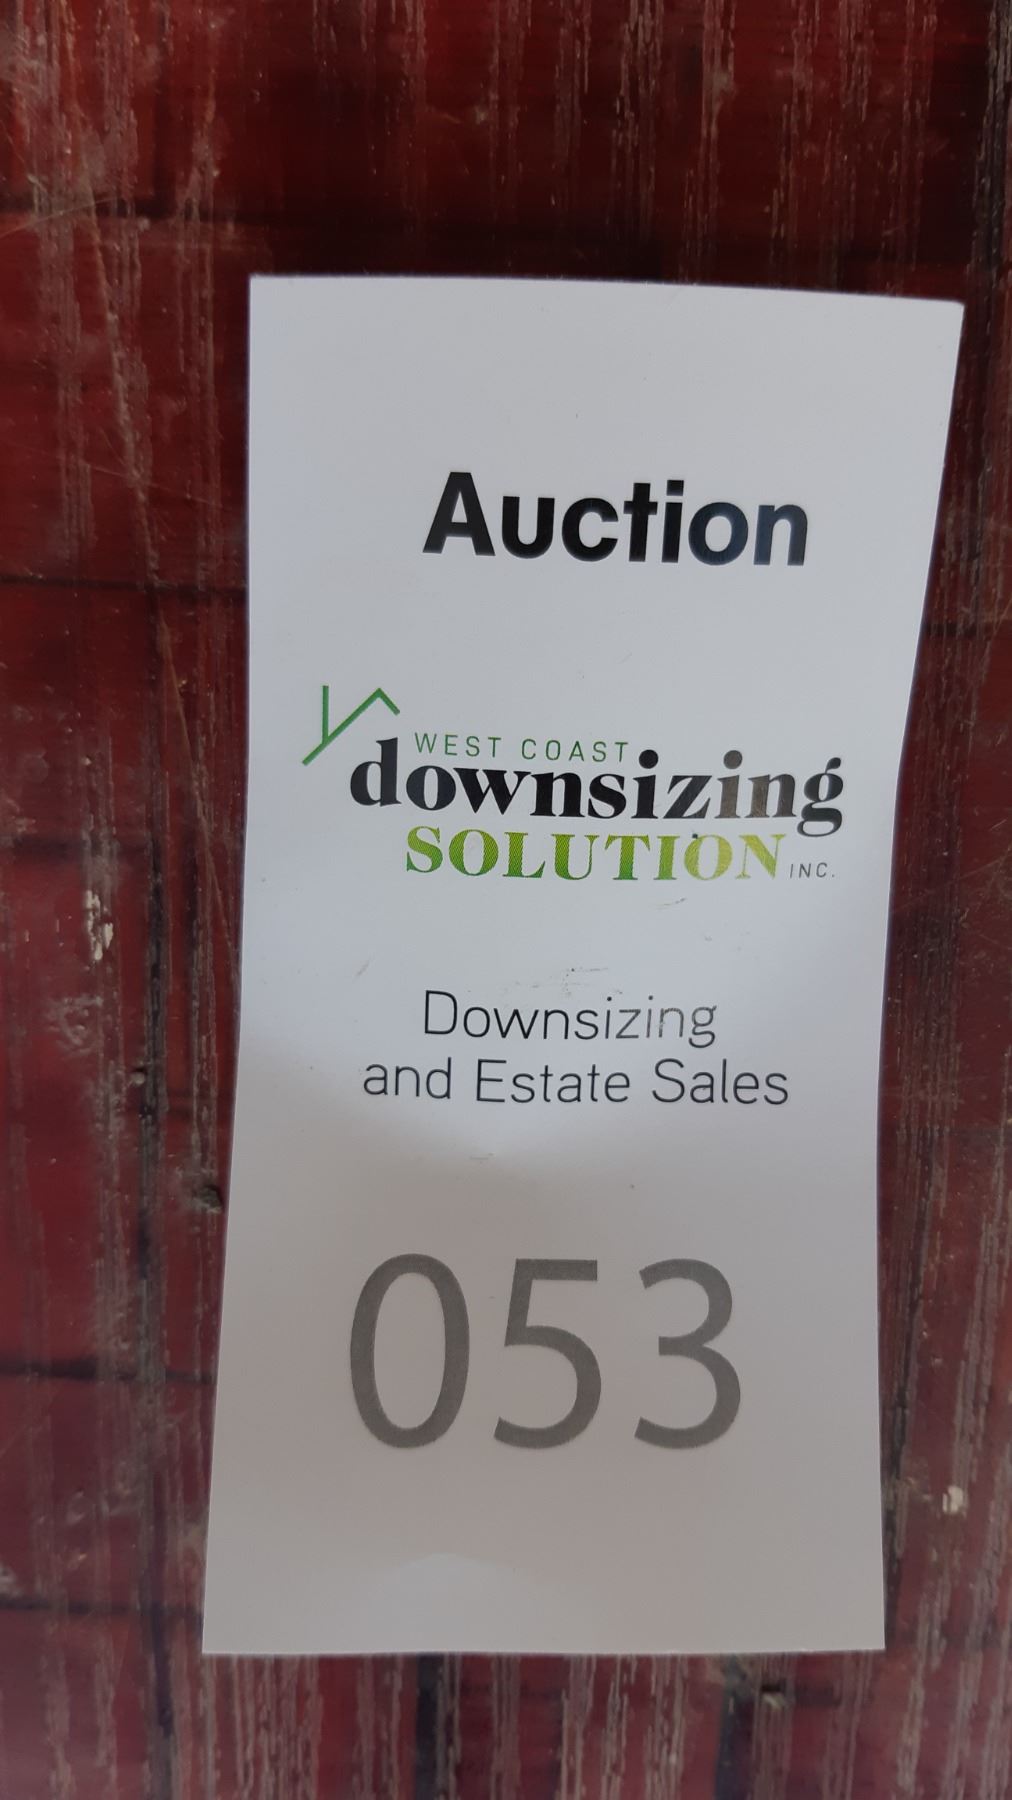 Auction
WEST COAST
downsizing
SOLUTION INC.
Downsizing
and Estate Sales
053